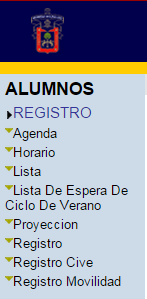 ALUMNOS
REGISTRO
Agenda
Horario
Lista
Lista De Espera De
Ciclo De Verano
Proyeccion
Registro
Registro Cive
Registro Movilidad